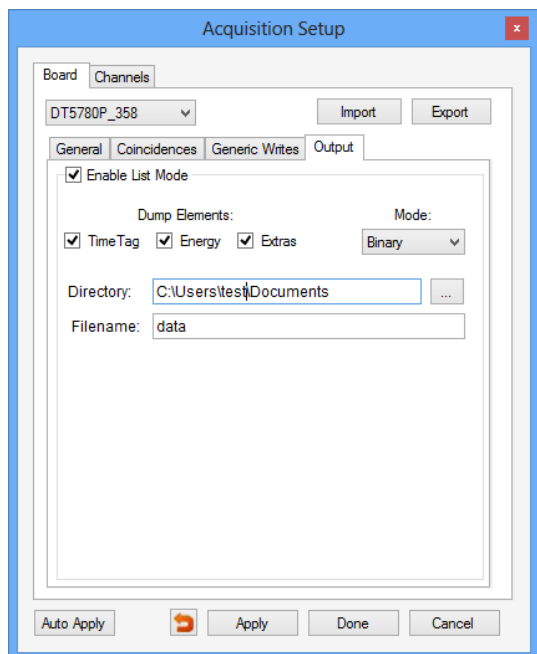 Acquisition Setup
x
Board Channels
DT5780P_358 Import Export
General Coincidences Generic Writes Output
Enable List Mode
Dump Elements: Mode:
TimeTag Energy Extras Binary
Directory: C:\Users\test\Documents ...
Filename: data
Auto Apply Apply Done Cancel